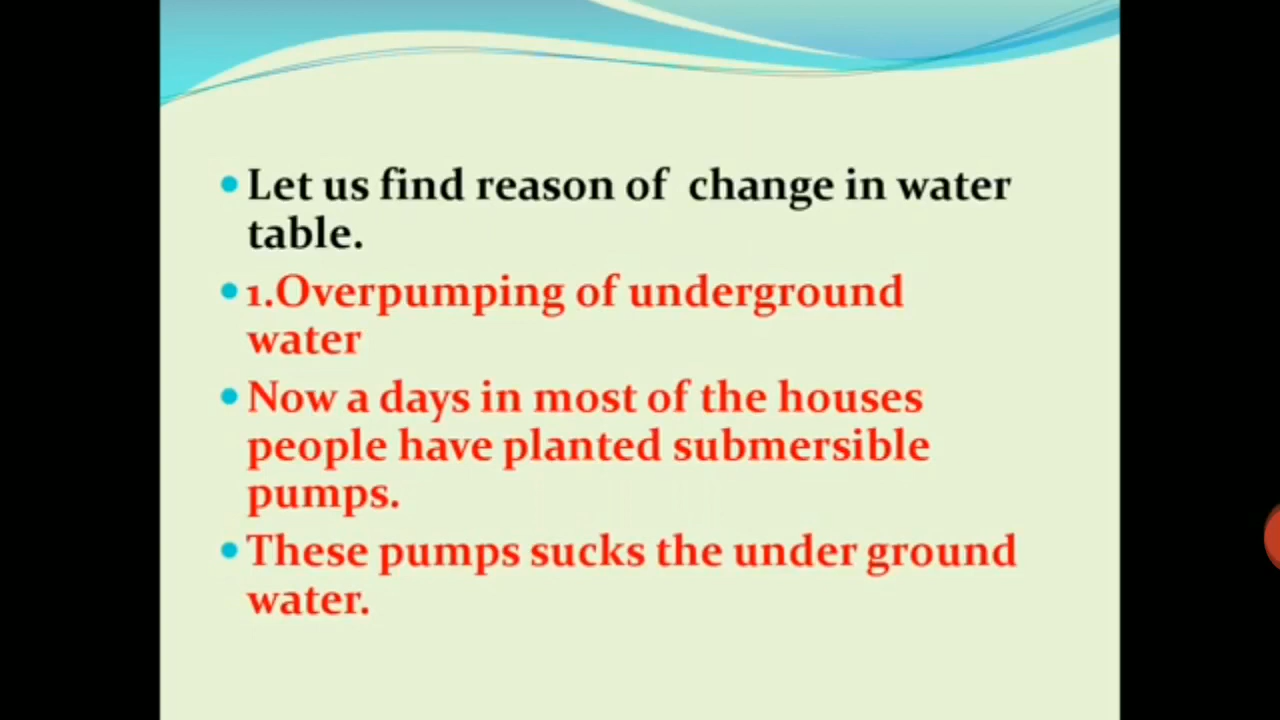 Let us find reason of change in water
table.
1.Overpumping of underground
water
Now a days in most of the houses
people have planted submersible
pumps.
These pumps sucks the under ground
water.